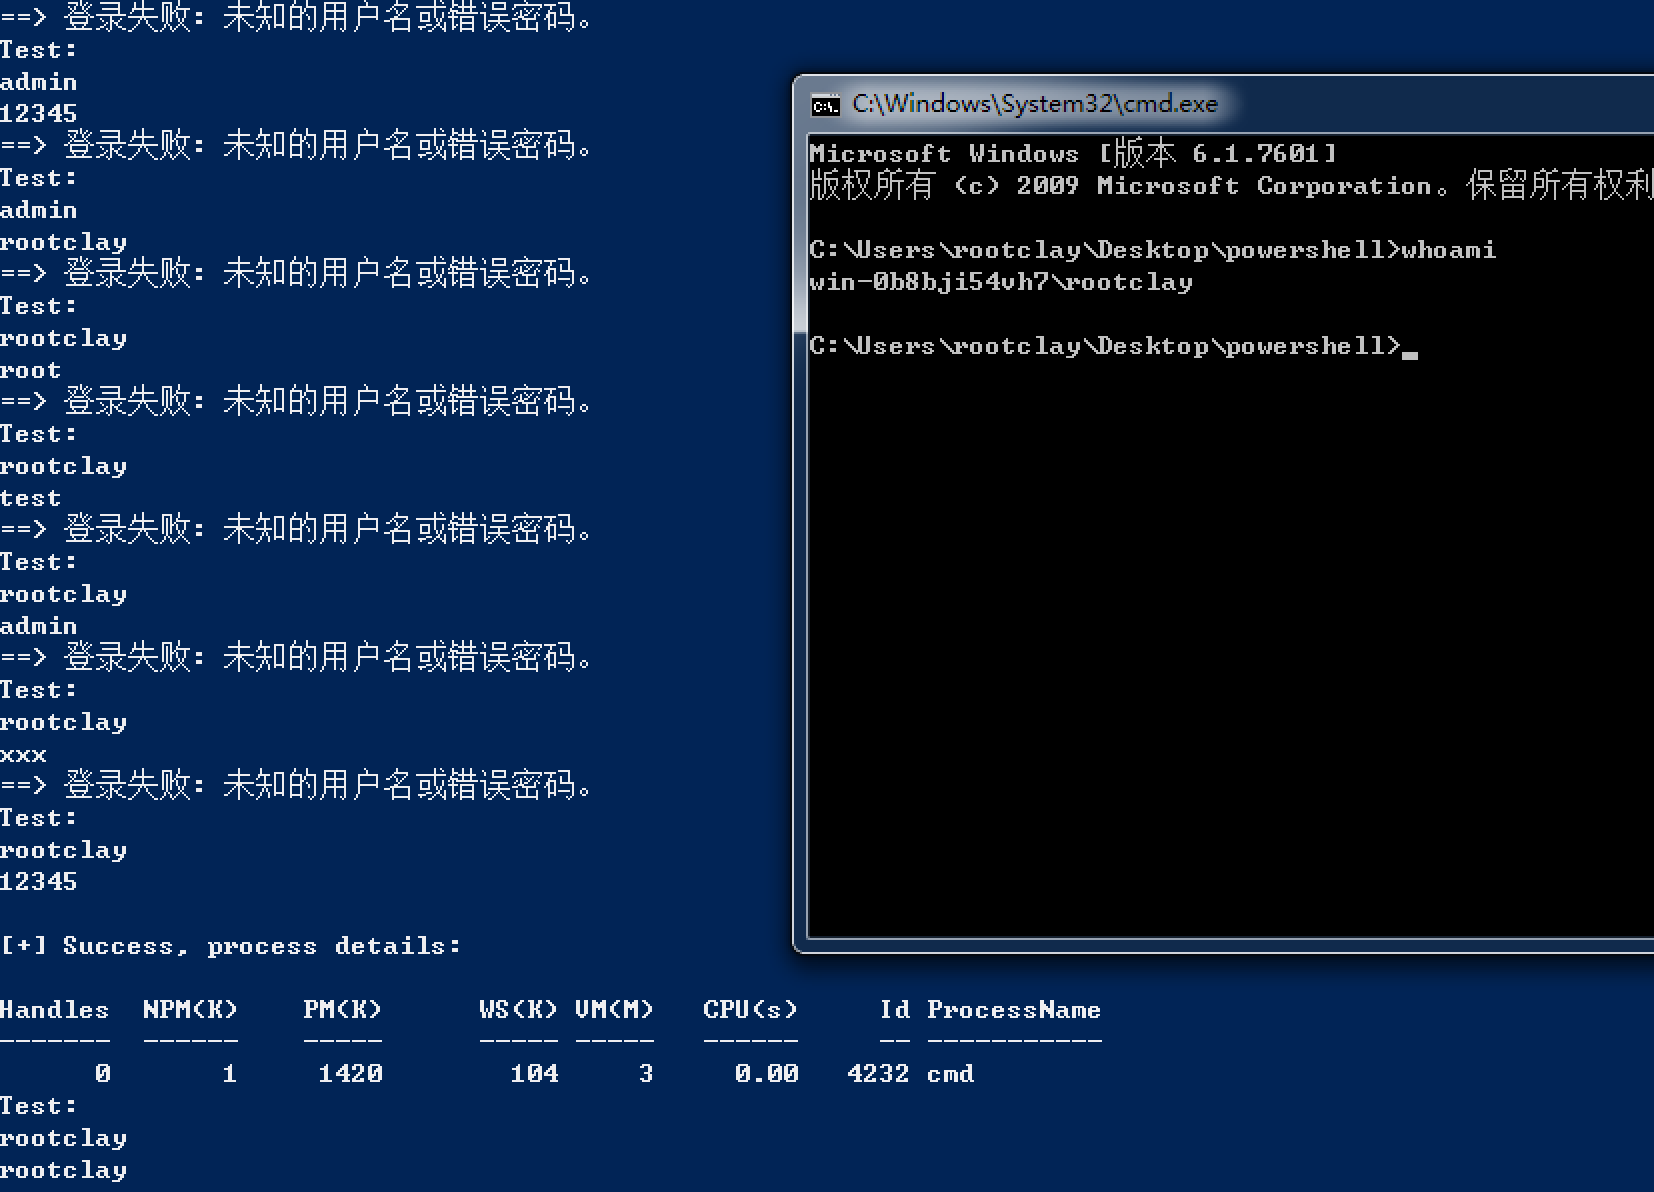 ==> 登录失败: 未知的用户名或错误密码。
Test:
admin
12345
==> 登录失败: 未知的用户名或错误密码。
Test:
admin
rootclay
==> 登录失败: 未知的用户名或错误密码。
Test:
rootclay
root
==> 登录失败: 未知的用户名或错误密码。
Test:
rootclay
test
==> 登录失败: 未知的用户名或错误密码。
Test:
rootclay
admin
==> 登录失败: 未知的用户名或错误密码。
Test:
rootclay
xxx
==> 登录失败: 未知的用户名或错误密码。
Test:
rootclay
12345
[+] Success, process details:
Handles NPM(K) PM(K) WS(K) VM(M) CPU(s) Id ProcessName
------- ------ ----- ----- ----- ------ -- -----------
0 1 1420 104 3 0.00 4232 cmd
Test:
rootclay
rootclay
C:\Windows\System32\cmd.exe
Microsoft Windows [版本 6.1.7601]
版权所有 (c) 2009 Microsoft Corporation。保留所有权利
C:\Users\rootclay\Desktop\powershell>whoami
win-0b8bji54vh7\rootclay
C:\Users\rootclay\Desktop\powershell>